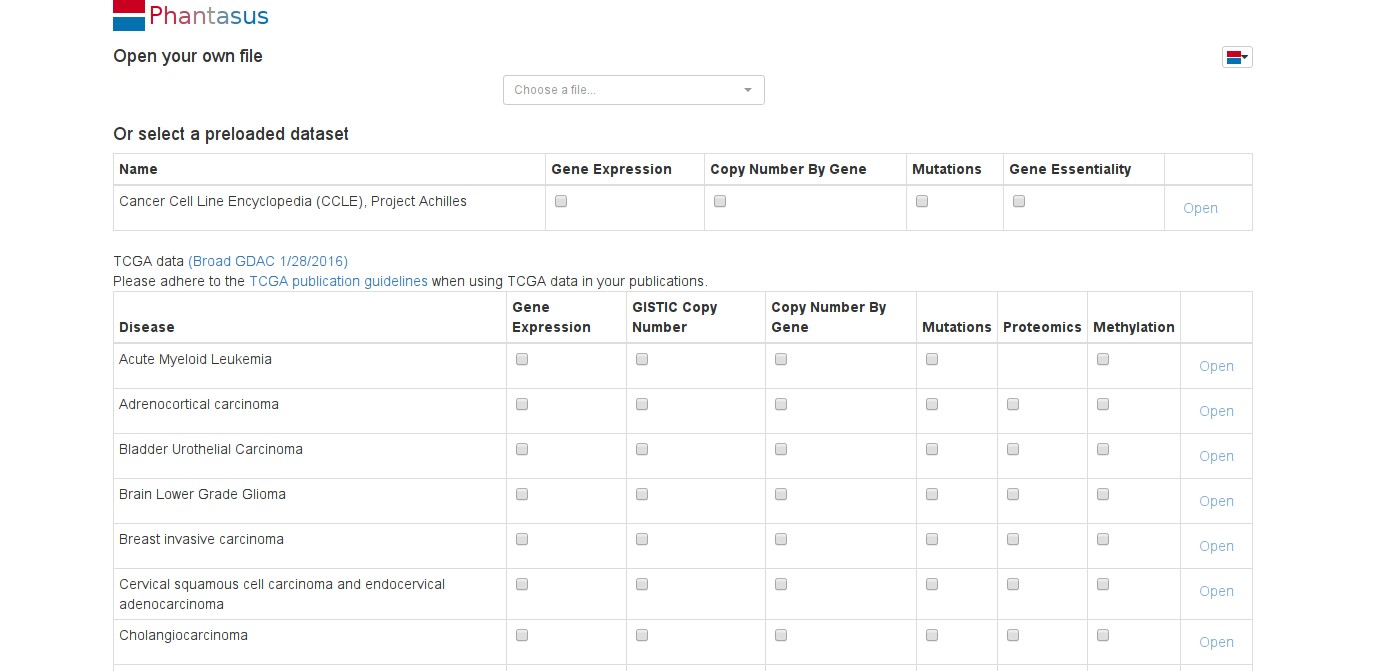 Phantasus
Open your own file
Choose a file...
Or select a preloaded dataset
Name Gene Expression Copy Number By Gene Mutations Gene Essentiality
Cancer Cell Line Encyclopedia (CCLE), Project Achilles Open
TCGA data (Broad GDAC 1/28/2016)
Please adhere to the TCGA publication guidelines when using TCGA data in your publications.
Gene GISTIC Copy Copy Number By
Disease Expression Number Gene Mutations Proteomics Methylation
Acute Myeloid Leukemia Open
Adrenocortical carcinoma Open
Bladder Urothelial Carcinoma Open
Brain Lower Grade Glioma Open
Breast invasive carcinoma Open
Cervical squamous cell carcinoma and endocervical
adenocarcinoma Open
Cholangiocarcinoma Open